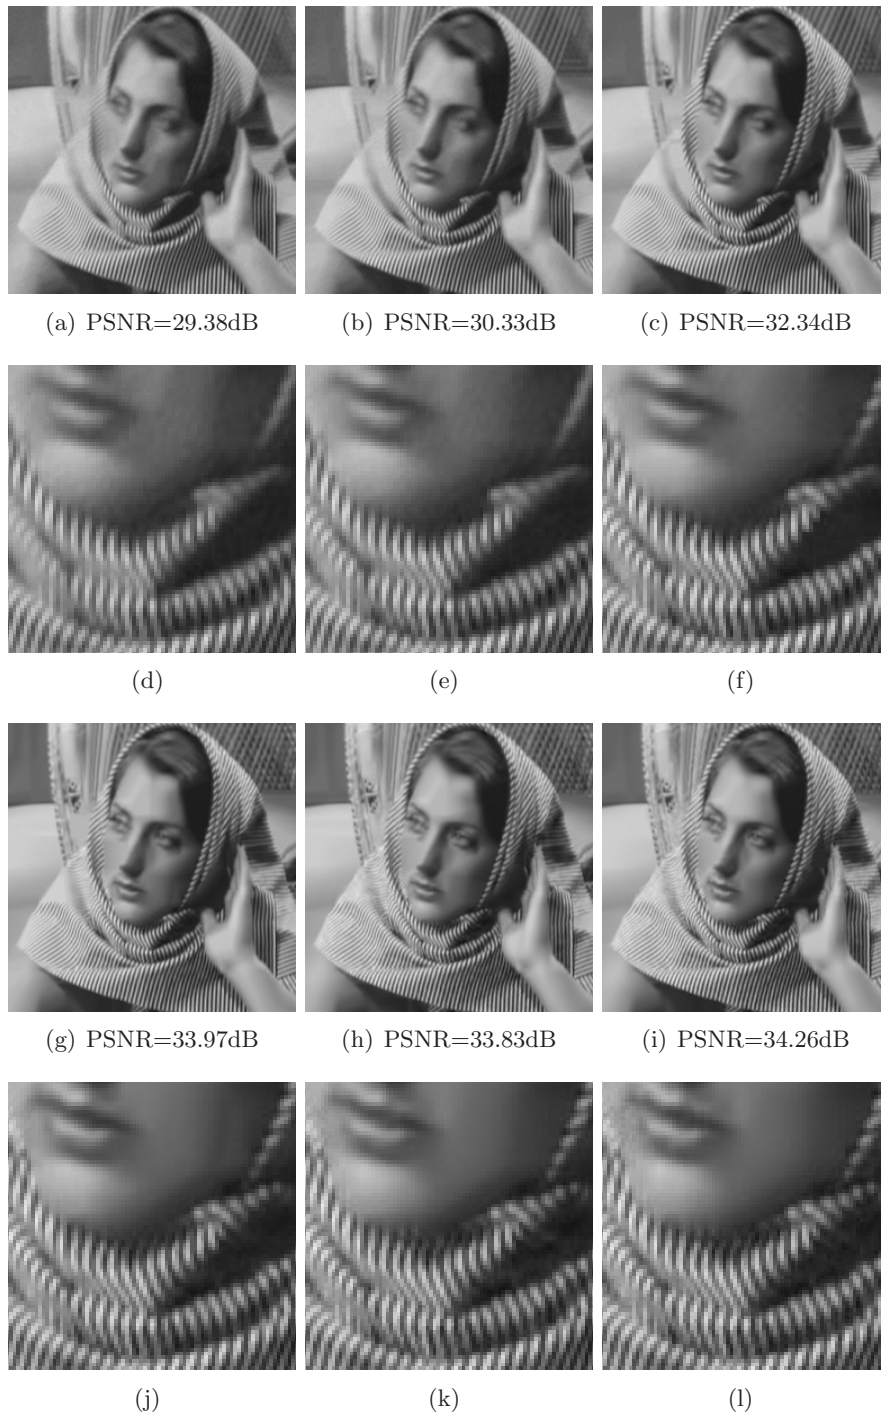 (a) PSNR=29.38dB (b) PSNR=30.33dB (c) PSNR=32.34dB
(d) (e) (f)
(g) PSNR=33.97dB (h) PSNR=33.83dB (i) PSNR=34.26dB
(j) (k) (l)